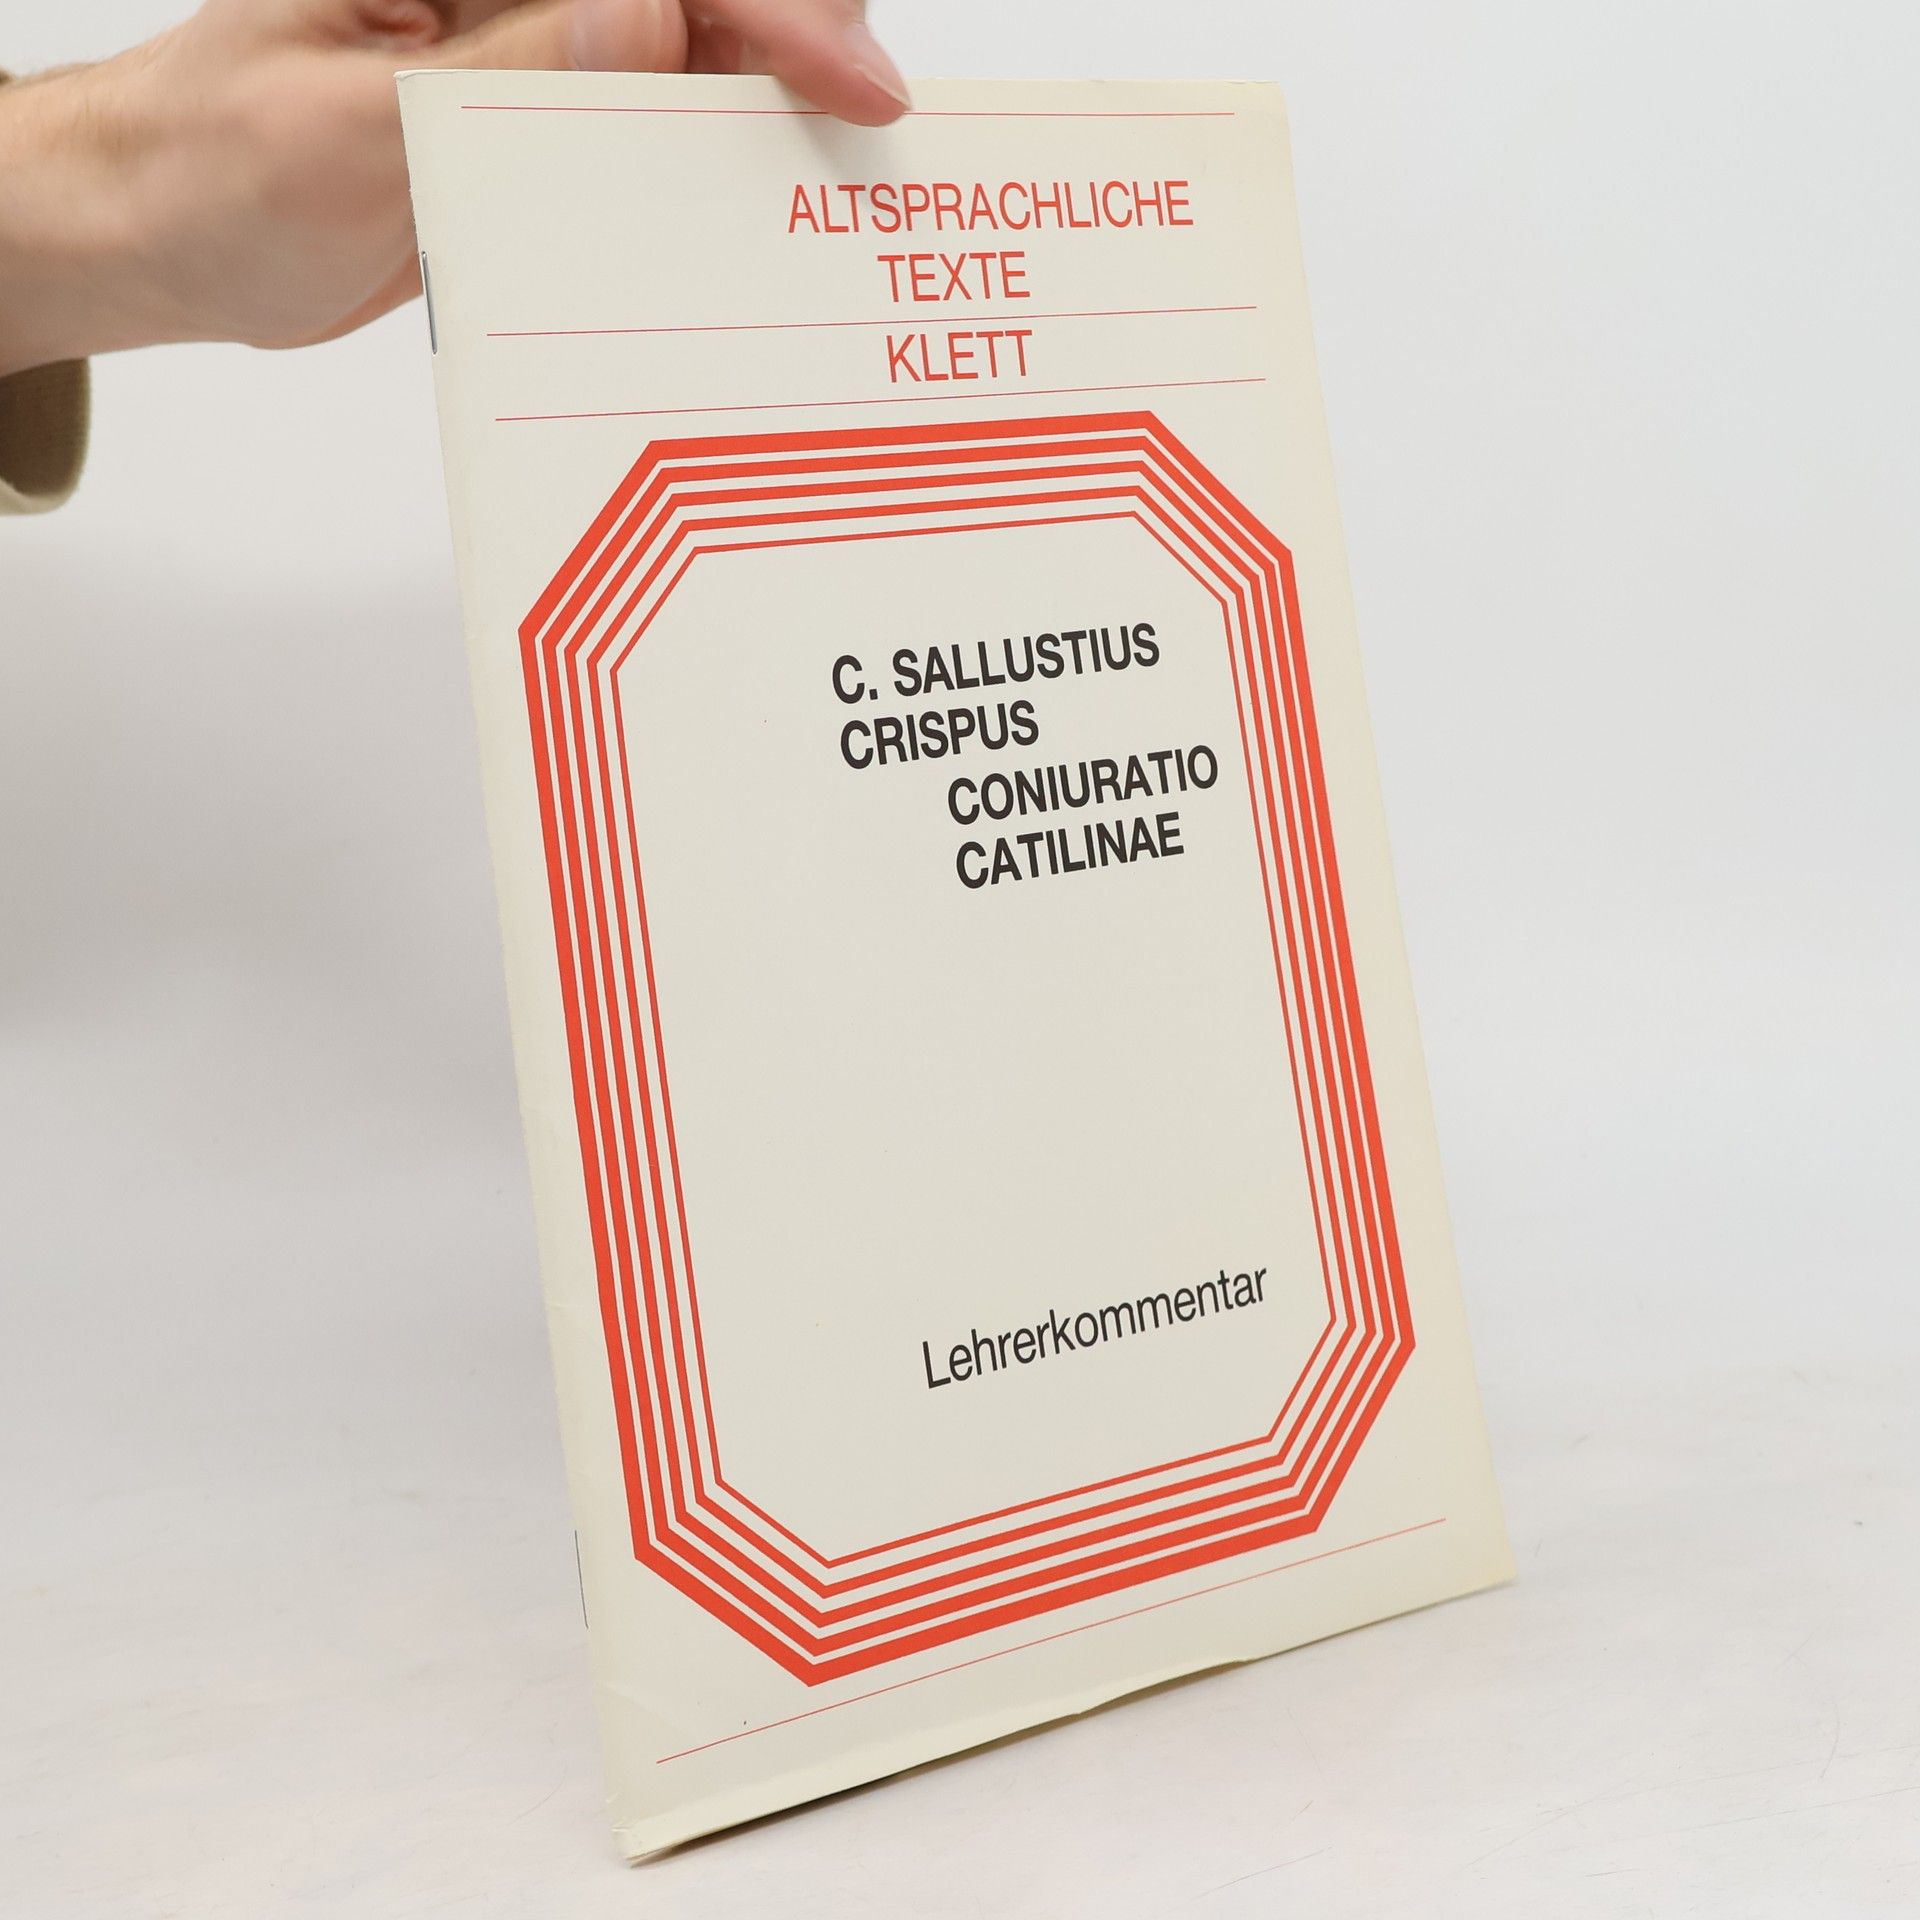 ALTSPRACHLICHE
TEXTE
KLETT
C. SALLUSTIUS
CRISPUS
CONIURATIO
CATILINAE
Lehrerkommentar